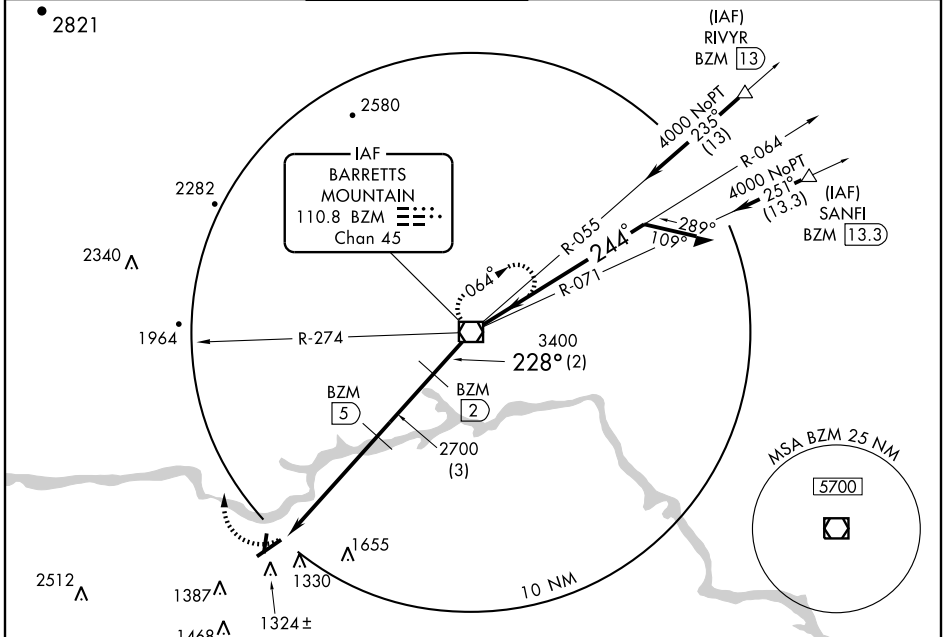 2821
(IAF)
RIVYR
BZM 13
2580
4000 NoPT
235°
(13)
IAF
BARRETTS
MOUNTAIN
110.8 BZM
Chan 45
R-064
4000 NoPT
251°
(13.3)
(IAF)
SANFI
BZM 13.3
2282
R-055
289°
109°
244°
2340
064°
R-071
1964
R-274
3400
228° (2)
BZM
5
BZM
2
2700
(3)
MSA BZM 25 NM
5700
1655
1330
10 NM
2512
1387
1324±
1468